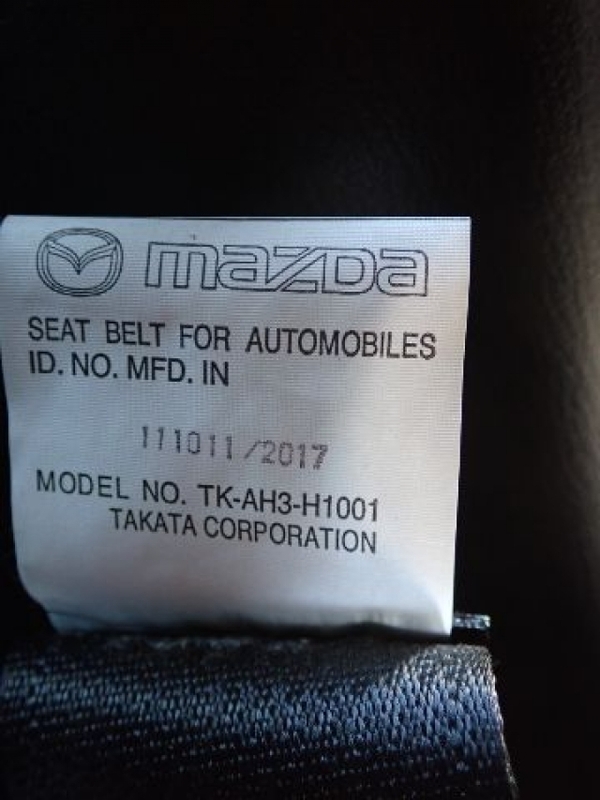 mazda
SEAT BELT FOR AUTOMOBILES
ID. NO. MFD. IN
111011/2017
MODEL NO. TK-AH3-H1001
TAKATA CORPORATION